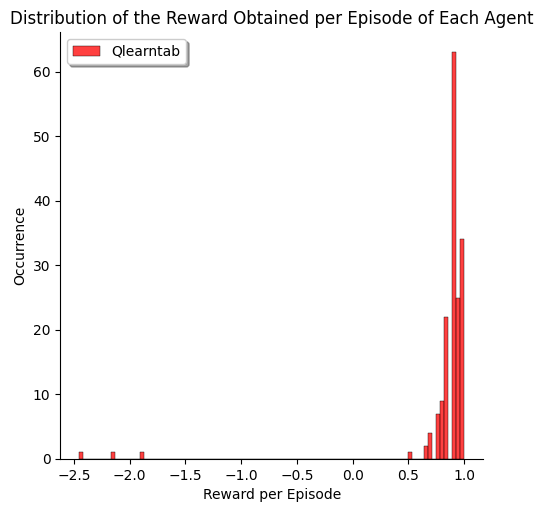 Distribution of the Reward Obtained per Episode of Each Agent
Qlearntab
60
50
40
30
20
10
0
Occurrence
−2.5 −2.0 −1.5 −1.0 −0.5 0.0 0.5 1.0
Reward per Episode